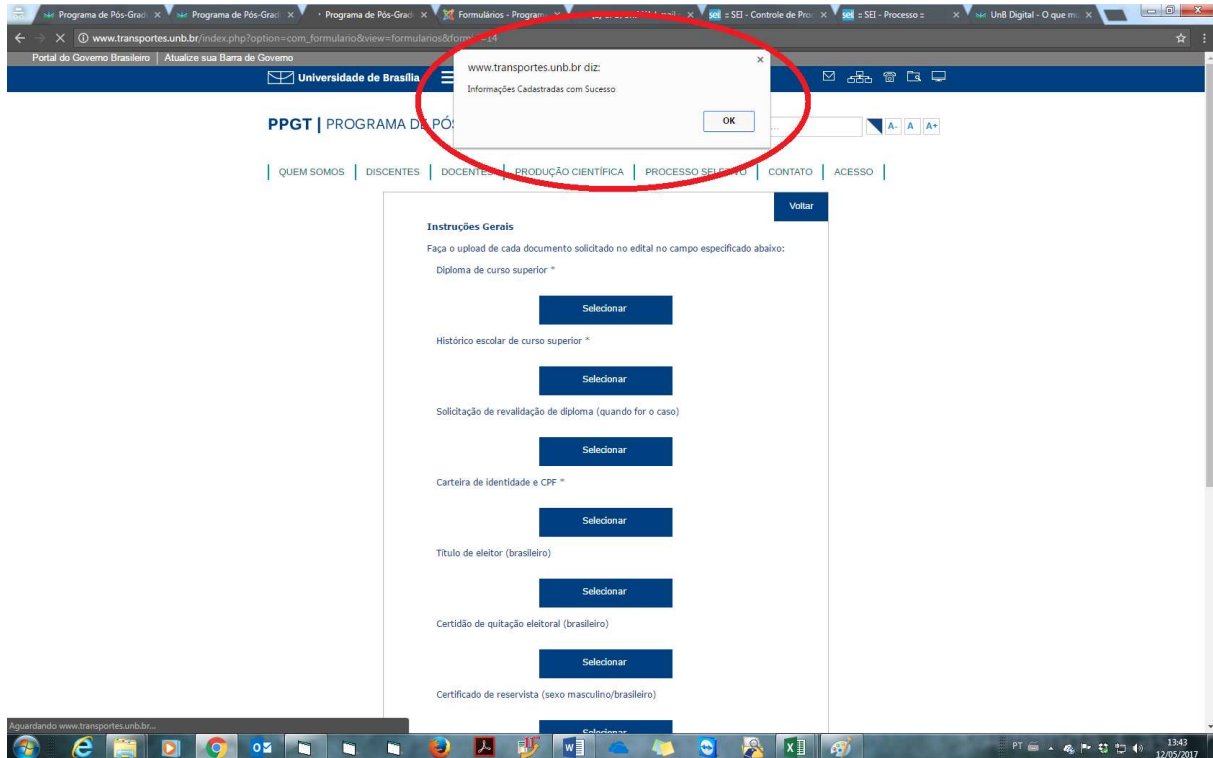 Programa de Pós-Grad
Programa de Pós-Grad
Programa de Pós-Grad
Formulários - Program
SEI - Controle de Proc
SEI - Processo
UnB Digital - O que m
www.transportes.unb.br/index.php?option=com_formulario&view=formularios&form
Portal do Governo Brasileiro | Atualize sua Barra de Governo
Universidade de Brasília
www.transportes.unb.br diz:
Informações Cadastradas com Sucesso
OK
PPGT | PROGRAMA DE PÓS
A- A A+
QUEM SOMOS | DISCENTES | DOCENTES | PRODUÇÃO CIENTÍFICA | PROCESSO SELETIVO | CONTATO | ACESSO |
Voltar
Instruções Gerais
Faça o upload de cada documento solicitado no edital no campo especificado abaixo:
Diploma de curso superior *
Selecionar
Histórico escolar de curso superior *
Selecionar
Solicitação de revalidação de diploma (quando for o caso)
Selecionar
Carteira de identidade e CPF *
Selecionar
Título de eleitor (brasileiro)
Selecionar
Certidão de quitação eleitoral (brasileiro)
Selecionar
Certificado de reservista (sexo masculino/brasileiro)
Selecionar
Aguardando www.transportes.unb.br...
PT
13:43
12/05/2017